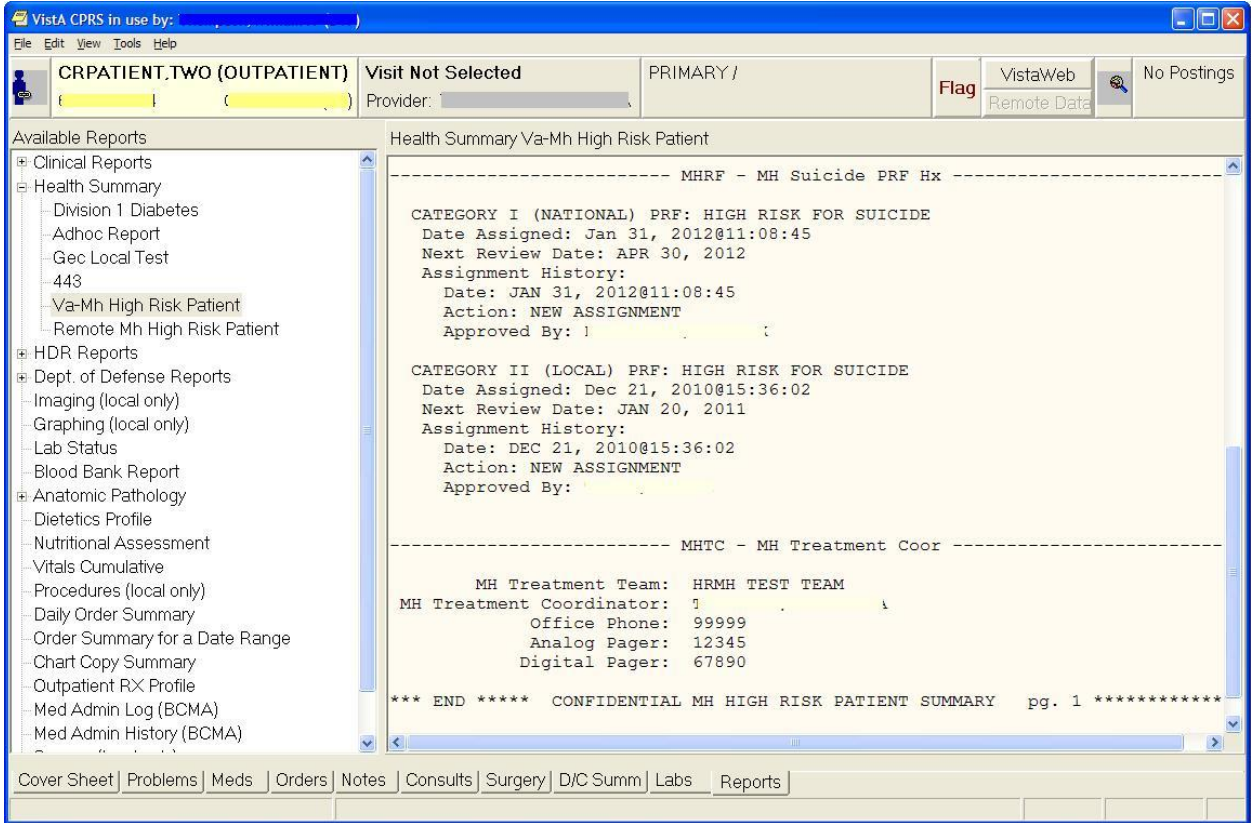 VistA CPRS in use by:
File Edit View Tools Help
CRPATIENT,TWO (OUTPATIENT)
Visit Not Selected
Provider:
PRIMARY /
Flag
VistaWeb
Remote Data
No Postings
Available Reports
Clinical Reports
Health Summary
Division 1 Diabetes
Adhoc Report
Gec Local Test
443
Va-Mh High Risk Patient
Remote Mh High Risk Patient
HDR Reports
Dept. of Defense Reports
Imaging (local only)
Graphing (local only)
Lab Status
Blood Bank Report
Anatomic Pathology
Dietetics Profile
Nutritional Assessment
Vitals Cumulative
Procedures (local only)
Daily Order Summary
Order Summary for a Date Range
Chart Copy Summary
Outpatient RX Profile
Med Admin Log (BCMA)
Med Admin History (BCMA)
Health Summary Va-Mh High Risk Patient
--------------------------- MHRF - MH Suicide PRF Hx --------------------------
CATEGORY I (NATIONAL) PRF: HIGH RISK FOR SUICIDE
Date Assigned: Jan 31, 2012@11:08:45
Next Review Date: APR 30, 2012
Assignment History:
Date: JAN 31, 2012@11:08:45
Action: NEW ASSIGNMENT
Approved By:
CATEGORY II (LOCAL) PRF: HIGH RISK FOR SUICIDE
Date Assigned: Dec 21, 2010@15:36:02
Next Review Date: JAN 20, 2011
Assignment History:
Date: DEC 21, 2010@15:36:02
Action: NEW ASSIGNMENT
Approved By:
--------------------------- MHTC - MH Treatment Coor --------------------------
MH Treatment Team: HRMH TEST TEAM
MH Treatment Coordinator:
Office Phone: 99999
Analog Pager: 12345
Digital Pager: 67890
*** END ***** CONFIDENTIAL MH HIGH RISK PATIENT SUMMARY pg. 1 ************
Cover Sheet Problems Meds Orders Notes Consults Surgery D/C Summ Labs Reports